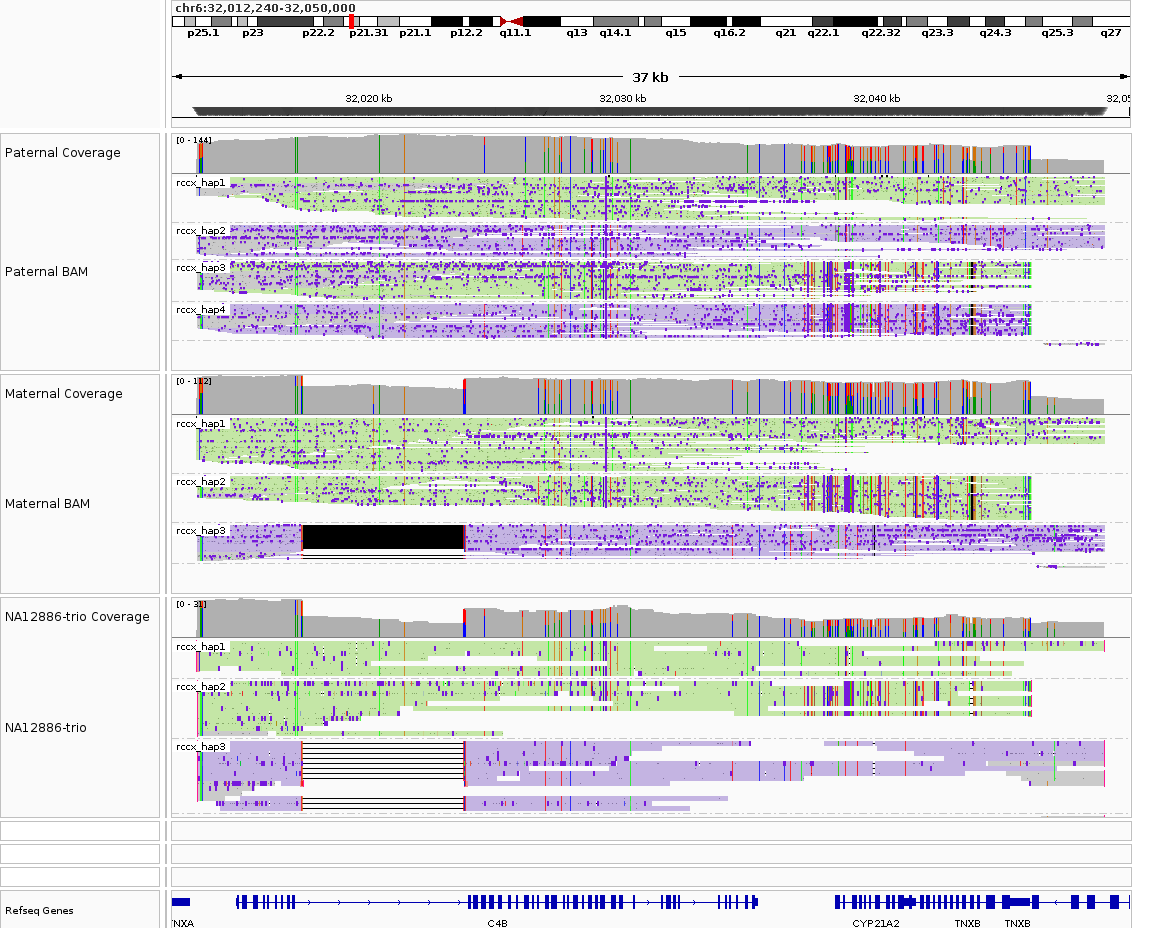 chr6:32,012,240-32,050,000
p25.1 p23 p22.2 p21.31 p21.1 p12.2 q11.1 q13 q14.1 q15 q16.2 q21 q22.1 q22.32 q23.3 q24.3 q25.3 q27
37 kb
32,020 kb 32,030 kb 32,040 kb 32,05
Paternal Coverage
[0 - 144]
rccx_hap1
rccx_hap2
Paternal BAM
rccx_hap3
rccx_hap4
Maternal Coverage
[0 - 112]
rccx_hap1
rccx_hap2
Maternal BAM
rccx_hap3
NA12886-trio Coverage
[0 - 31]
rccx_hap1
rccx_hap2
NA12886-trio
rccx_hap3
Refseq Genes
TNXA C4B CYP21A2 TNXB TNXB